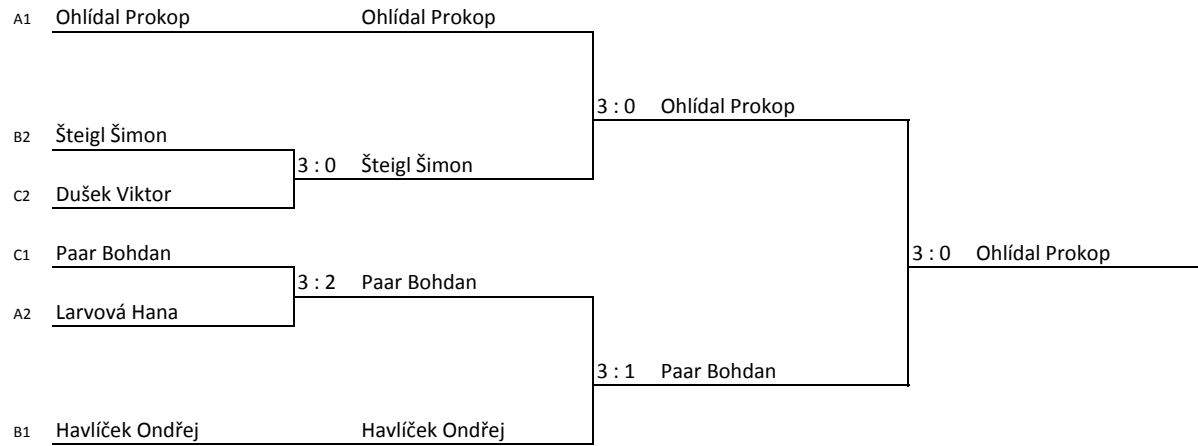 A1 Ohlídal Prokop Ohlídal Prokop
3 : 0 Ohlídal Prokop
B2 Šteigl Šimon
3 : 0 Šteigl Šimon
C2 Dušek Viktor
C1 Paar Bohdan 3 : 0 Ohlídal Prokop
3 : 2 Paar Bohdan
A2 Larvová Hana
3 : 1 Paar Bohdan
B1 Havlíček Ondřej Havlíček Ondřej